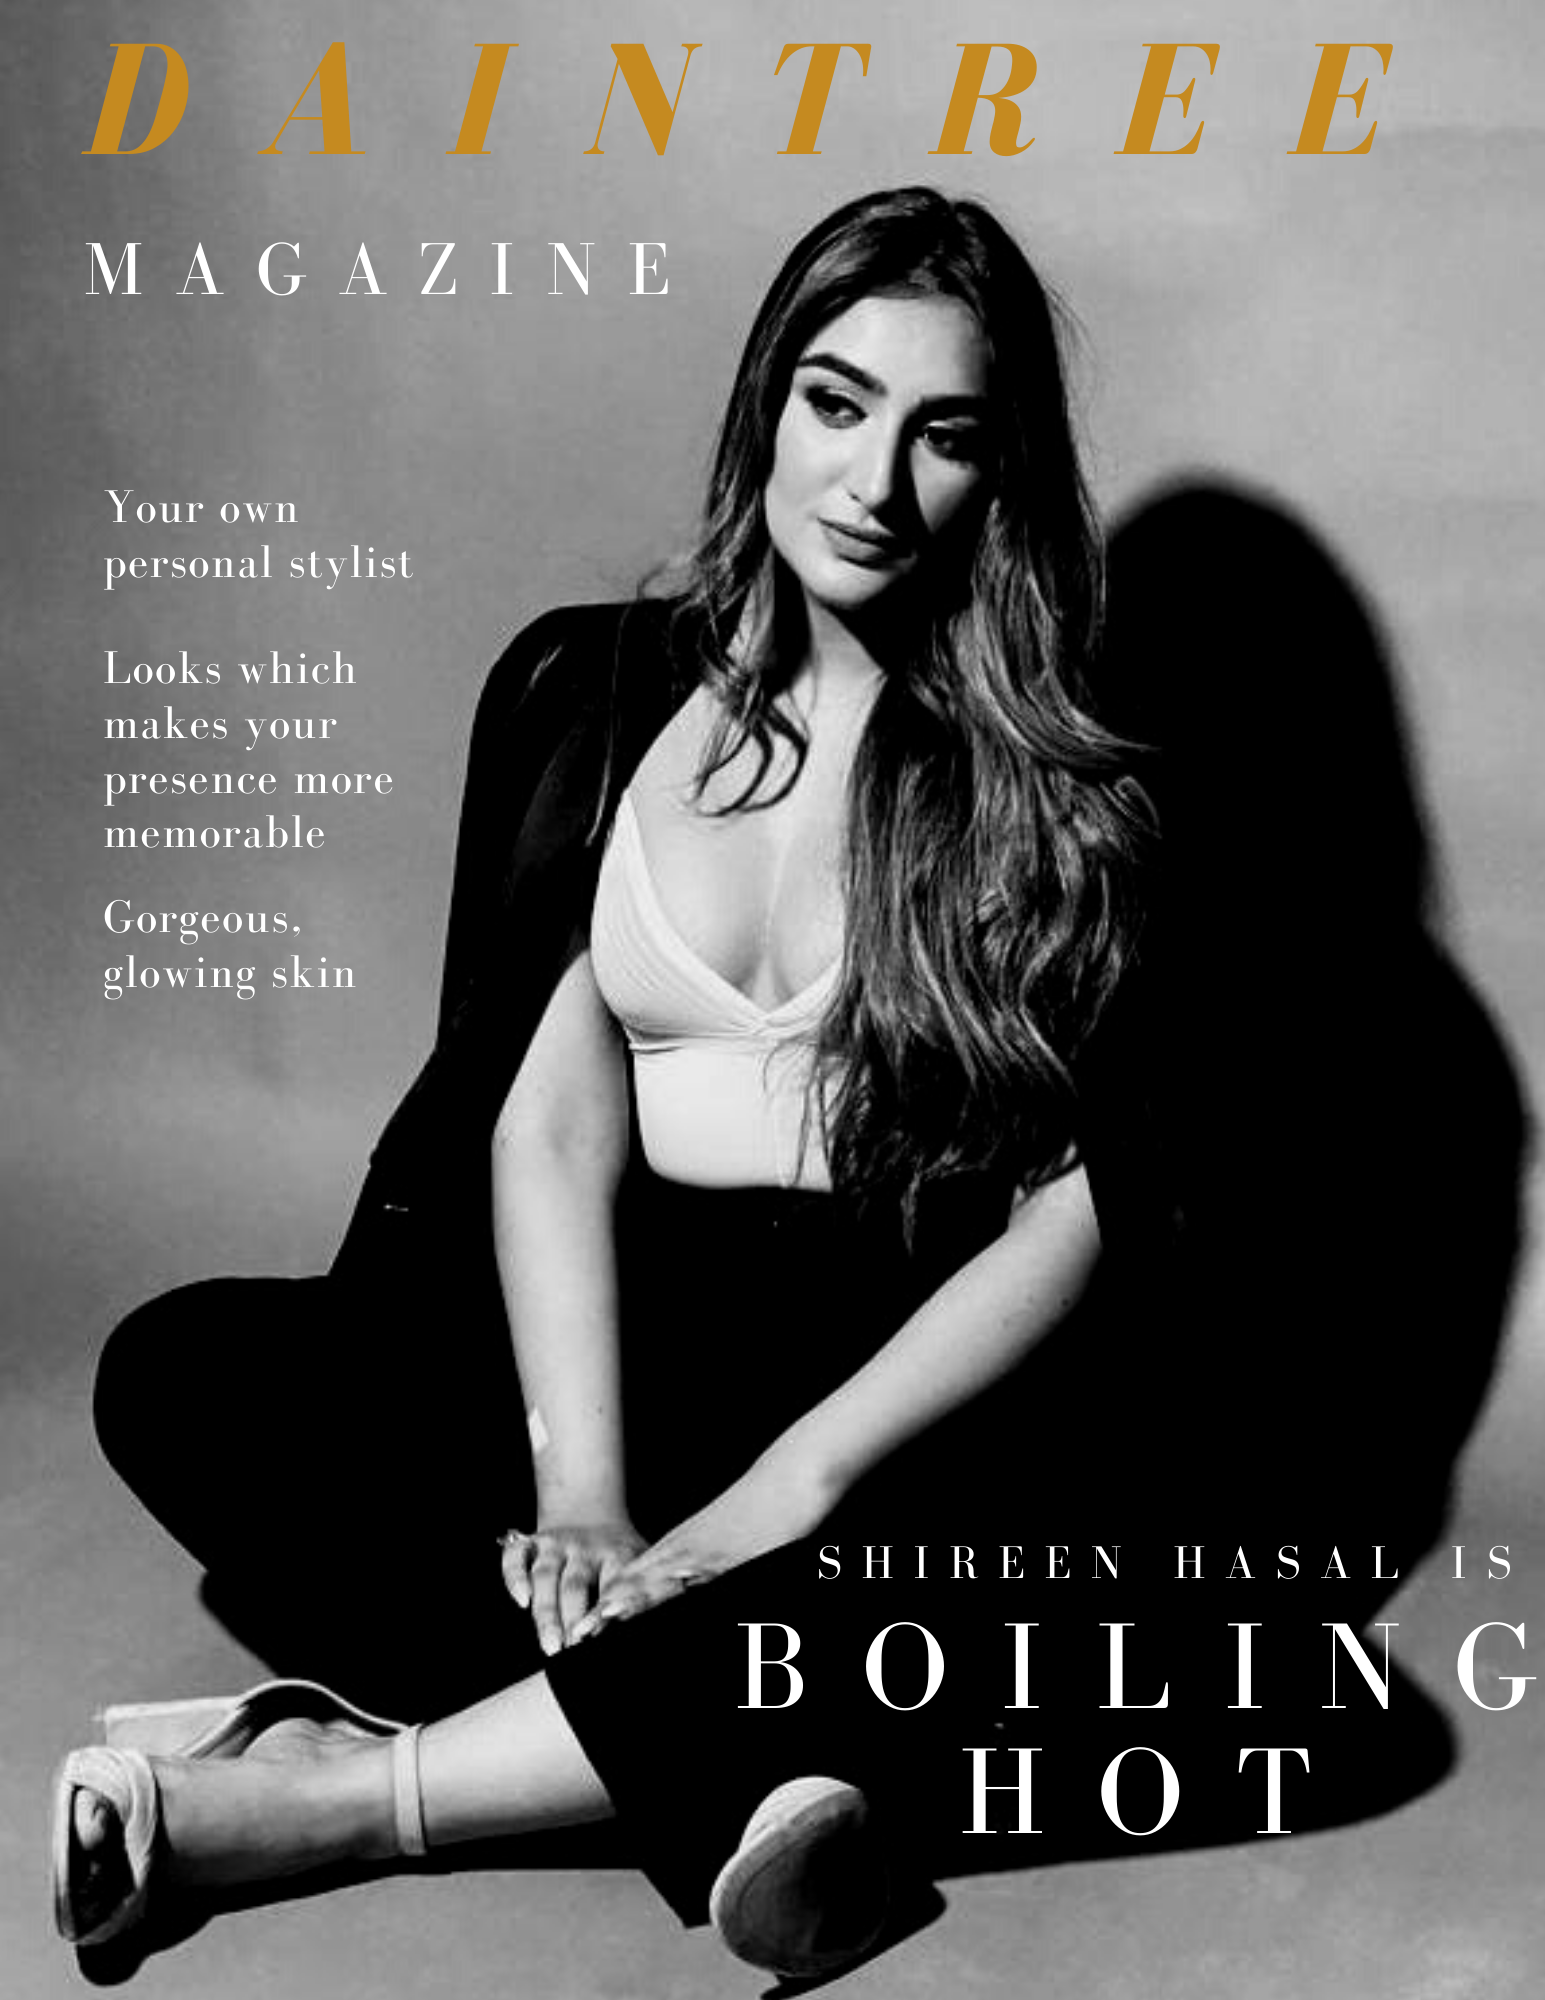 DAINTREE
MAGAZINE
Your own
personal stylist
Looks which
makes your
presence more
memorable
Gorgeous,
glowing skin
SHIREEN HASAL IS
BOILING
HOT